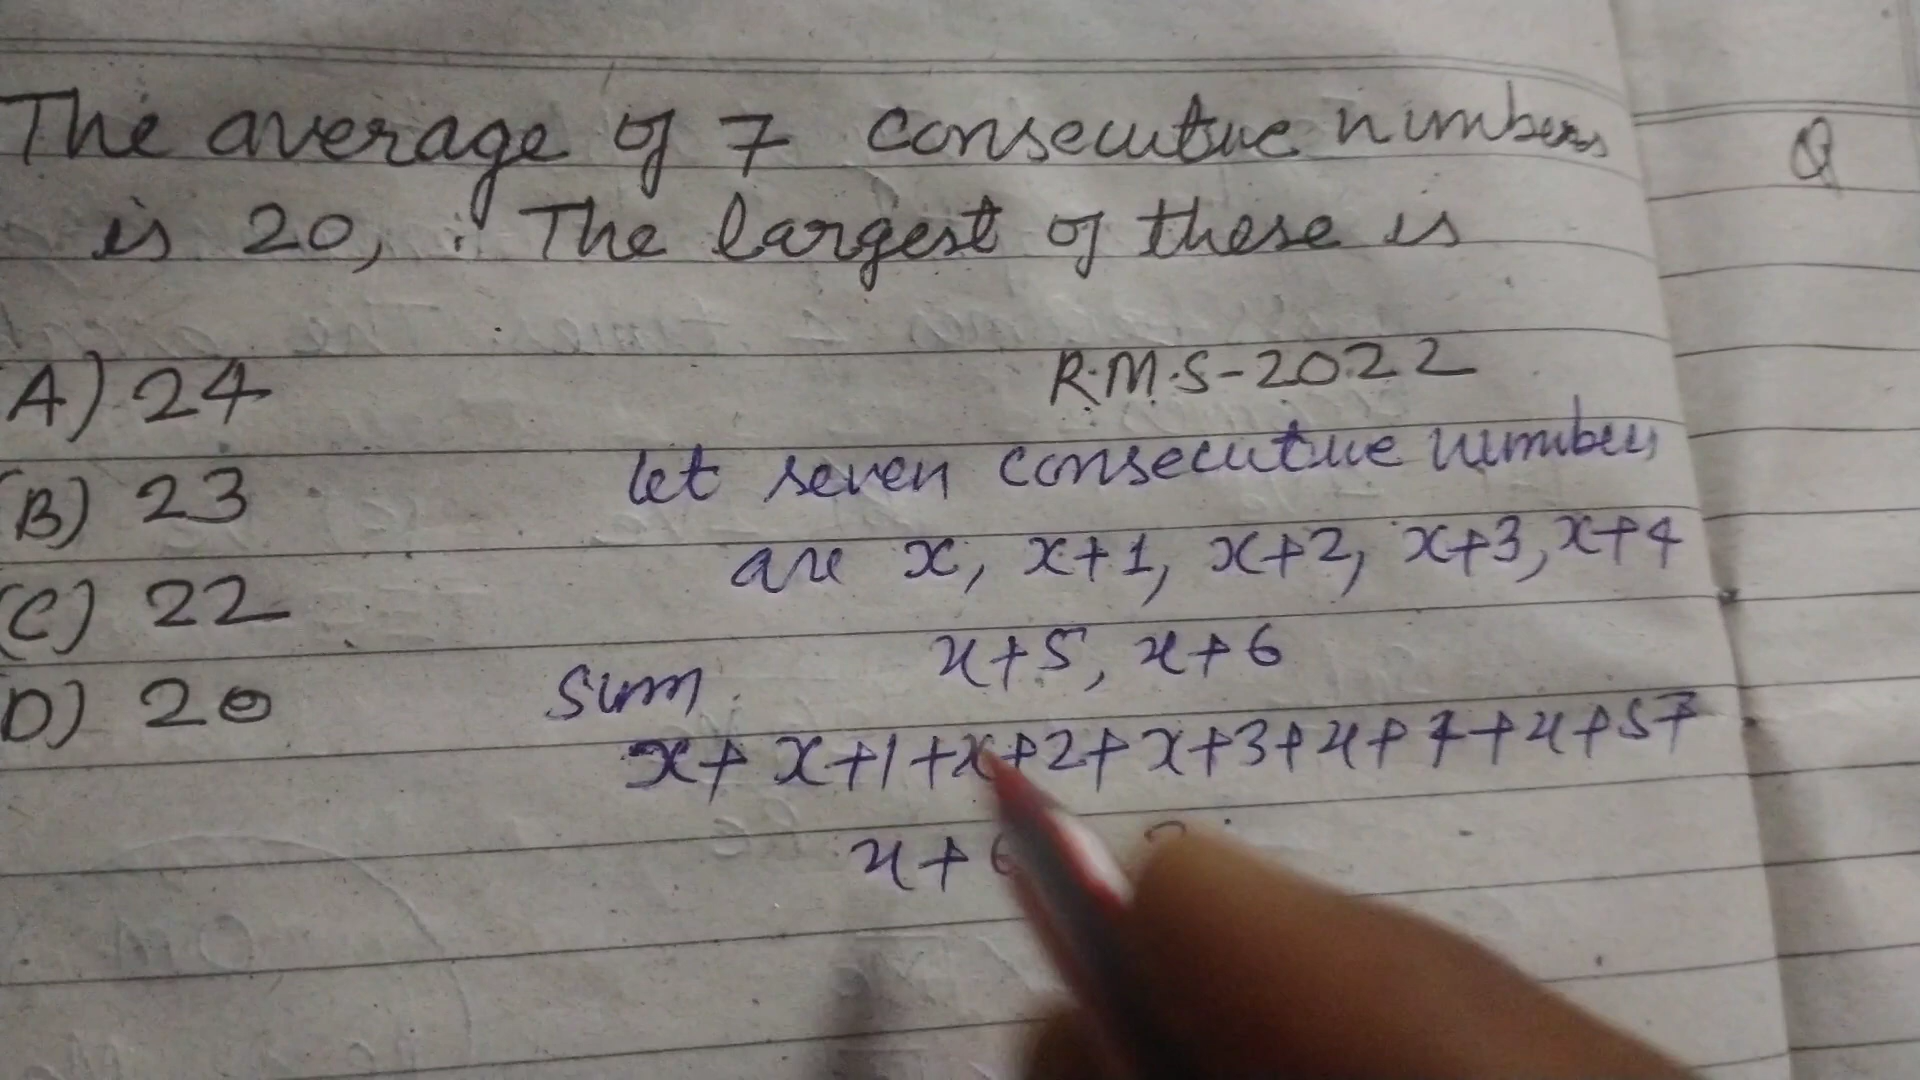 The average of 7 consecutive numbers
is 20, The largest of these is
A) 24
R.M.S-2022
(B) 23
(C) 22
(D) 20
let seven consecutive numbers
are x, x+1, x+2, x+3, x+4
x+5, x+6
Sum
x+ x+1+x+2+ x+3+x+4+x+5+
x+6
Q